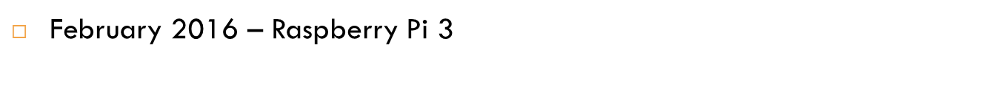 February 2016 – Raspberry Pi 3